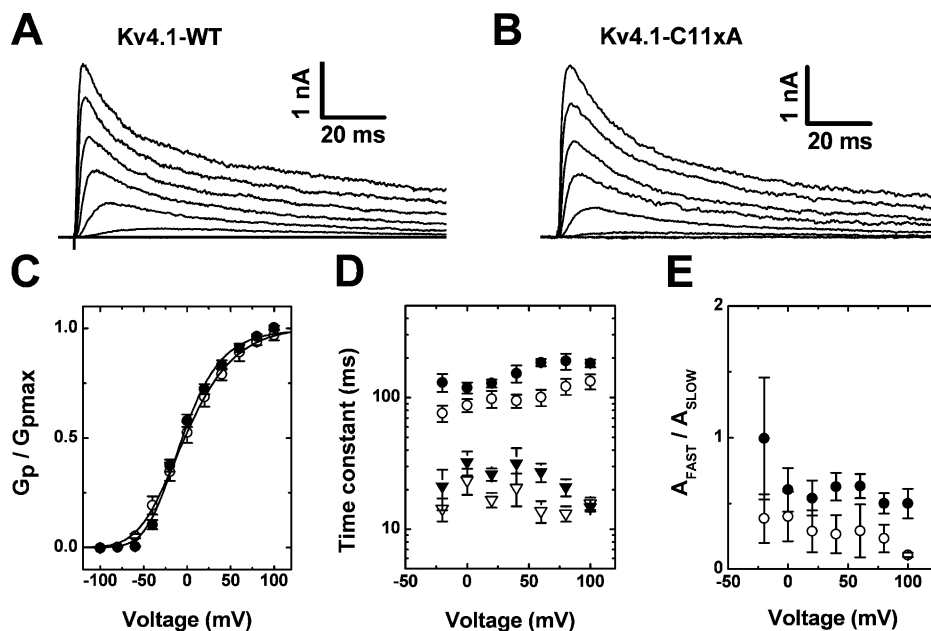 A
Kv4.1-WT
1 nA
20 ms
B
Kv4.1-C11xA
1 nA
20 ms
C
Gp / Gpmax
1.0
0.5
0.0
-100 -50 0 50 100
Voltage (mV)
D
Time constant (ms)
100
10
-50 0 50 100
Voltage (mV)
E
AFAST / ASLOW
2
1
0
-50 0 50 100
Voltage (mV)